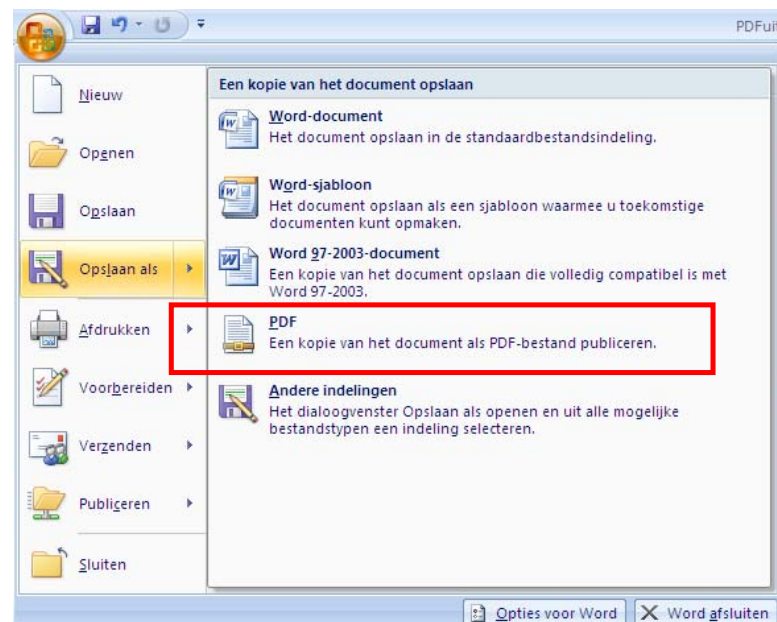 PDFuit
Nieuw
Openen
Opslaan
Opslaan als
Afdrukken
Voorbereiden
Verzenden
Publiceren
Sluiten
Een kopie van het document opslaan
Word-document
Het document opslaan in de standaardbestandsindeling.
Word-sjabloon
Het document opslaan als een sjabloon waarmee u toekomstige
documenten kunt opmaken.
Word 97-2003-document
Een kopie van het document opslaan die volledig compatibel is met
Word 97-2003.
PDF
Een kopie van het document als PDF-bestand publiceren.
Andere indelingen
Het dialoogvenster Opslaan als openen en uit alle mogelijke
bestandstypen een indeling selecteren.
Opties voor Word
Word afsluiten